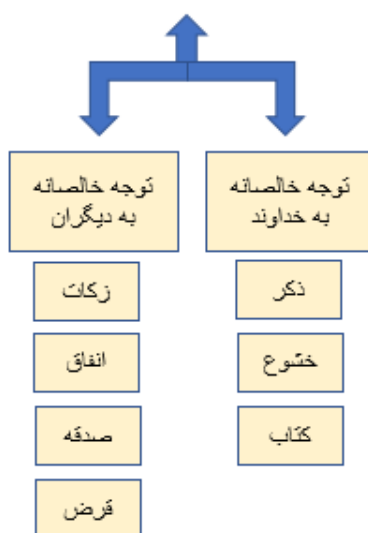 توجه خالصانه
به خداوند
ذکر
خشوع
کتاب
توجه خالصانه
به دیگران
زکات
انفاق
صدقه
قرض